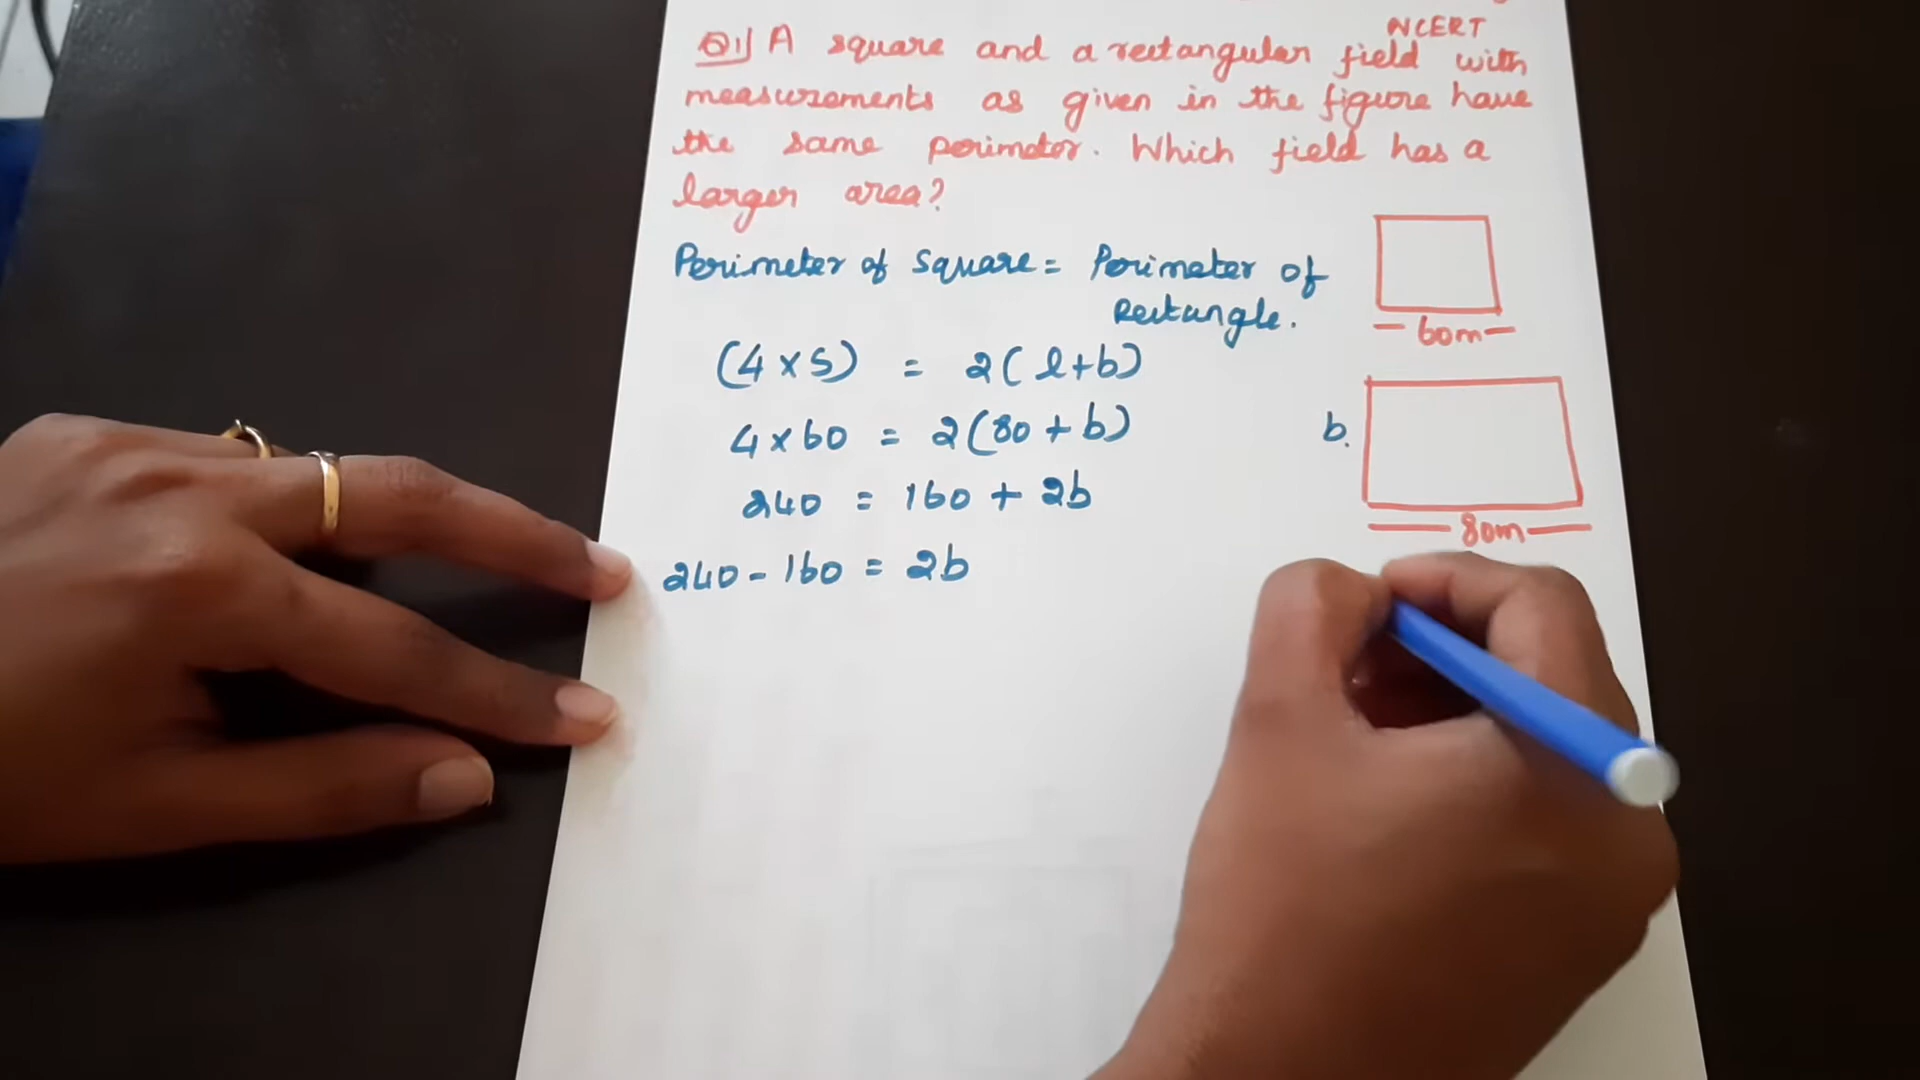 NCERT
Q1) A square and a rectangular field with
measurements as given in the figure have
the same perimeter. Which field has a
larger area?
Perimeter of Square = Perimeter of
Rectangle.
60m
(4 × S) = 2( l+b)
4 × 60 = 2(80 + b)
b.
240 = 160 + 2b
80m
240 - 160 = 2b